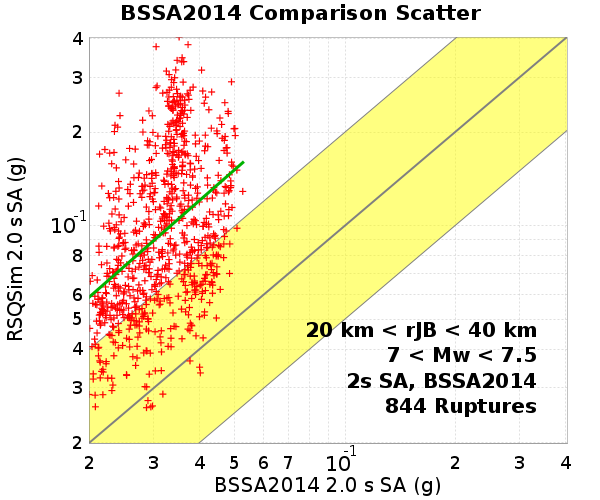 BSSA2014 Comparison Scatter
4
3
2
10⁻¹
8
6
5
4
3
2
RSQSim 2.0 s SA (g)
20 km < rJB < 40 km
7 < Mw < 7.5
2s SA, BSSA2014
844 Ruptures
2 3 4 5 6 7 10⁻¹ 2 3 4
BSSA2014 2.0 s SA (g)